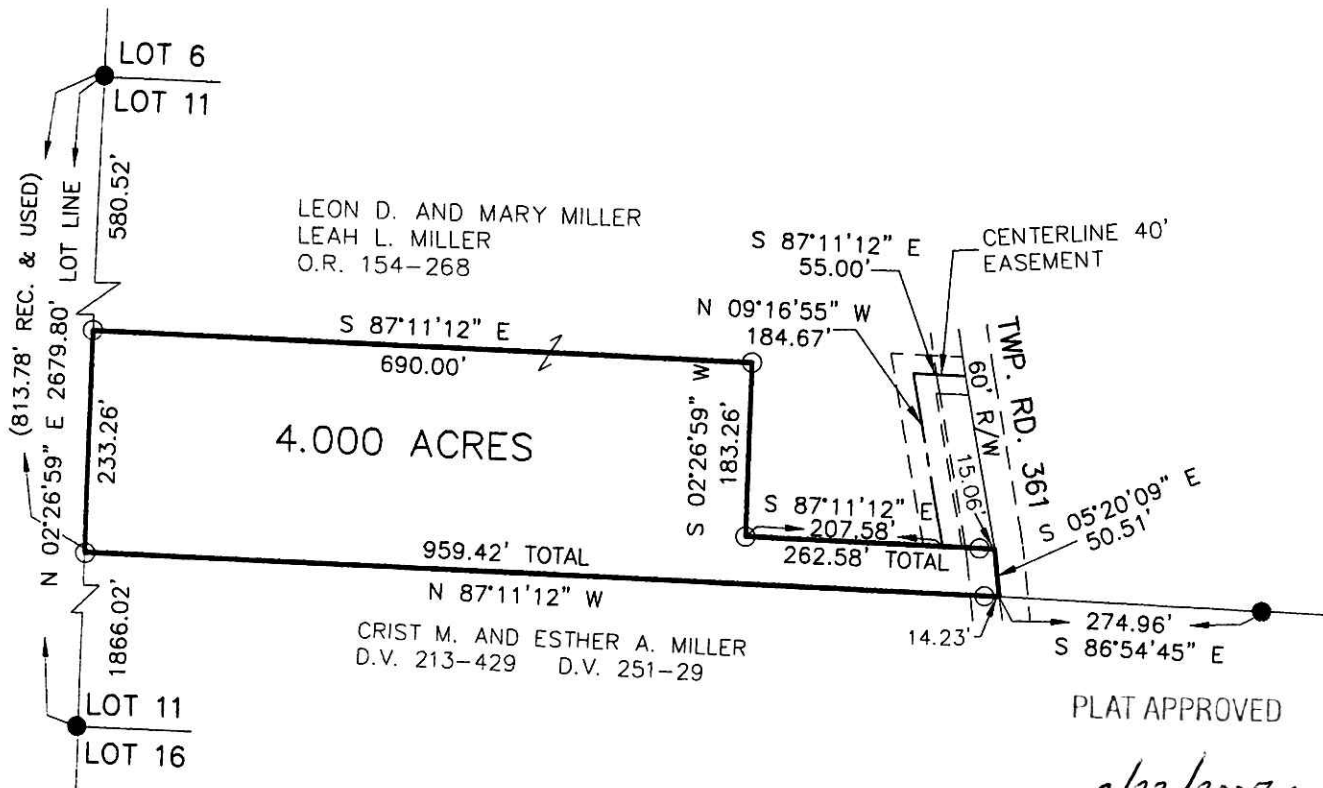 LOT 6
LOT 11
(813.78' REC. & USED)
N 02°26'59" E 2679.80'
LOT LINE
580.52'
LEON D. AND MARY MILLER
LEAH L. MILLER
O.R. 154-268
S 87°11'12" E
55.00'
CENTERLINE 40'
EASEMENT
N 09°16'55" W
184.67'
S 87°11'12" E
690.00'
TWP. RD. 361
60' R/W
233.26'
4.000 ACRES
S 02°26'59" W
183.26'
15.06'
S 05°20'09" E
50.51'
S 87°11'12" E
207.58'
262.58' TOTAL
959.42' TOTAL
N 87°11'12" W
1866.02'
CRIST M. AND ESTHER A. MILLER
D.V. 213-429 D.V. 251-29
14.23'
274.96'
S 86°54'45" E
LOT 11
LOT 16
PLAT APPROVED